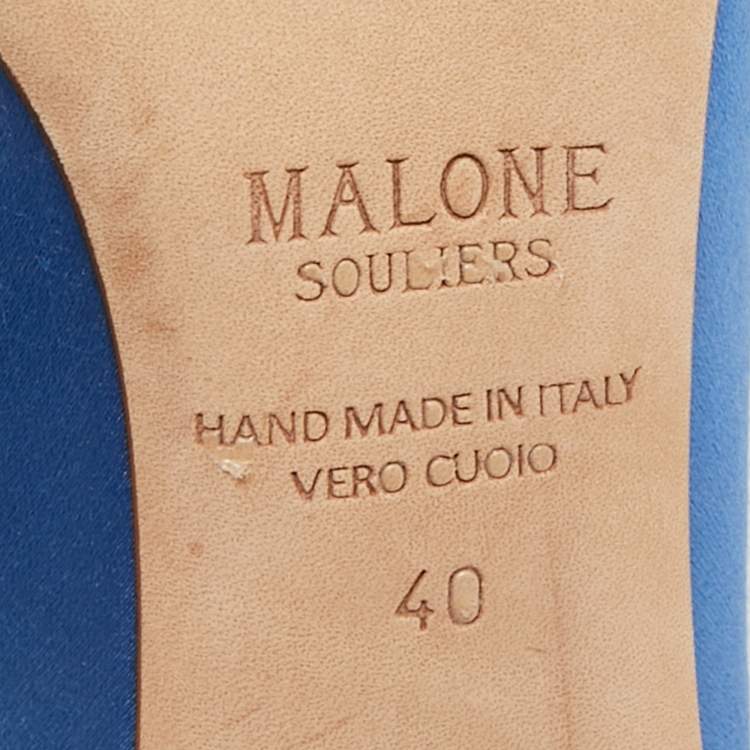 MALONE
SOULIERS
HAND MADE IN ITALY
VERO CUOIO
40